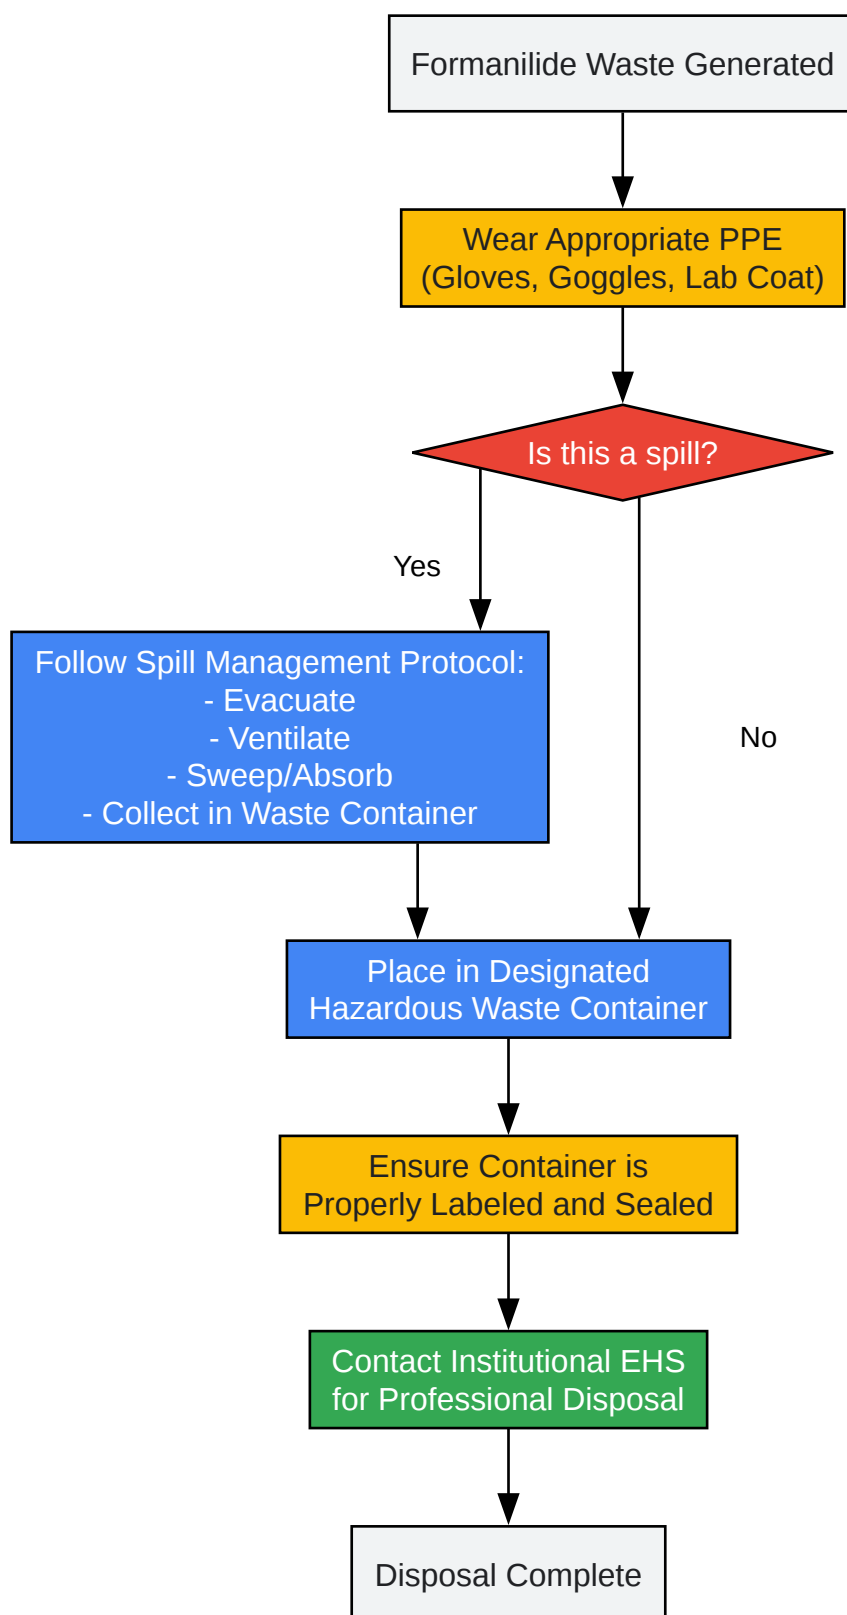 Formanilide Waste Generated
Wear Appropriate PPE
(Gloves, Goggles, Lab Coat)
Is this a spill?
Yes
Follow Spill Management Protocol:
- Evacuate
- Ventilate
- Sweep/Absorb
- Collect in Waste Container
No
Place in Designated
Hazardous Waste Container
Ensure Container is
Properly Labeled and Sealed
Contact Institutional EHS
for Professional Disposal
Disposal Complete